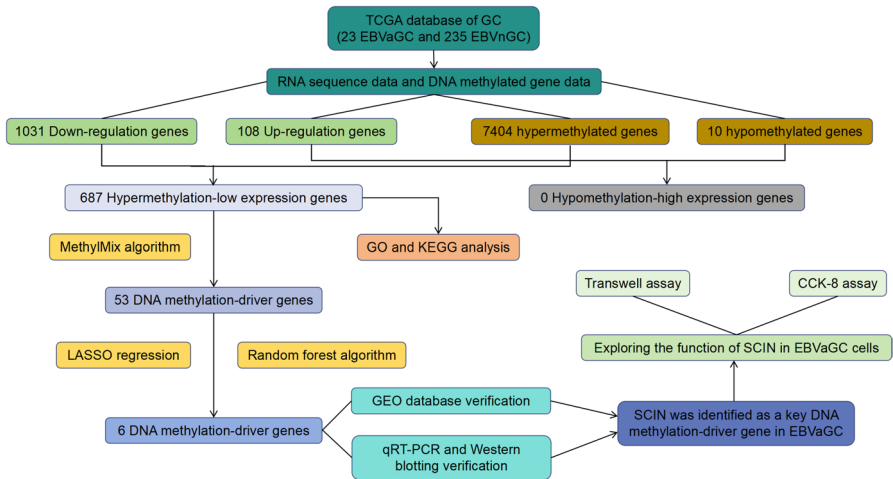 TCGA database of GC
(23 EBVaGC and 235 EBVnGC)
RNA sequence data and DNA methylated gene data
1031 Down-regulation genes
108 Up-regulation genes
7404 hypermethylated genes
10 hypomethylated genes
687 Hypermethylation-low expression genes
0 Hypomethylation-high expression genes
MethylMix algorithm
GO and KEGG analysis
Transwell assay
CCK-8 assay
53 DNA methylation-driver genes
LASSO regression
Random forest algorithm
Exploring the function of SCIN in EBVaGC cells
GEO database verification
6 DNA methylation-driver genes
SCIN was identified as a key DNA
methylation-driver gene in EBVaGC
qRT-PCR and Western
blotting verification